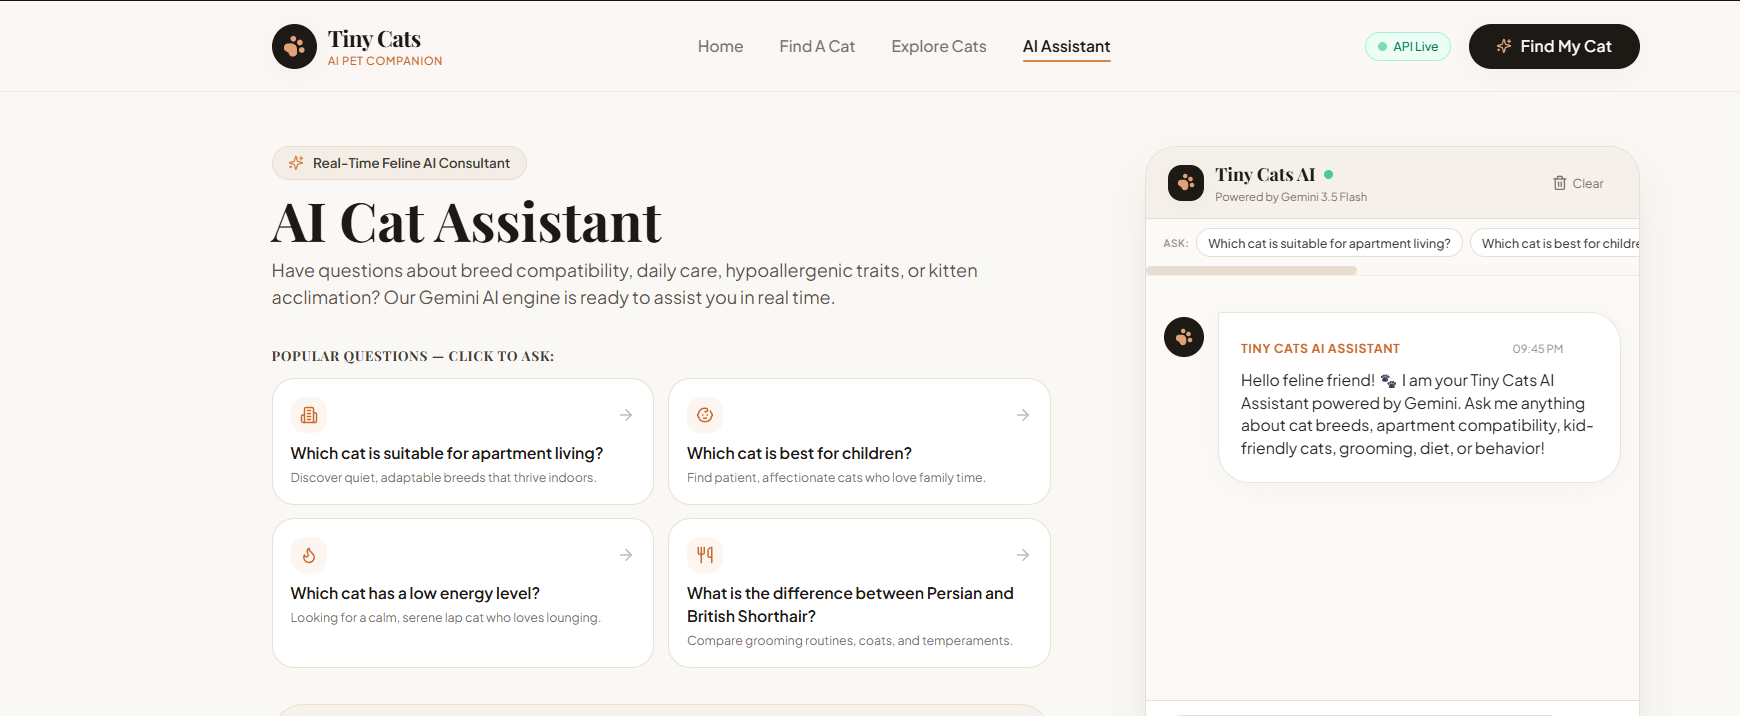 Tiny Cats
AI PET COMPANION
Home
Find A Cat
Explore Cats
AI Assistant
API Live
Find My Cat
Real-Time Feline AI Consultant
AI Cat Assistant
Have questions about breed compatibility, daily care, hypoallergenic traits, or kitten
acclimation? Our Gemini AI engine is ready to assist you in real time.
POPULAR QUESTIONS — CLICK TO ASK:
Which cat is suitable for apartment living?
Discover quiet, adaptable breeds that thrive indoors.
Which cat is best for children?
Find patient, affectionate cats who love family time.
Which cat has a low energy level?
Looking for a calm, serene lap cat who loves lounging.
What is the difference between Persian and
British Shorthair?
Compare grooming routines, coats, and temperaments.
Tiny Cats AI
Powered by Gemini 3.5 Flash
Clear
ASK:
Which cat is suitable for apartment living?
Which cat is best for childre
TINY CATS AI ASSISTANT
09:45 PM
Hello feline friend! 🐾 I am your Tiny Cats AI
Assistant powered by Gemini. Ask me anything
about cat breeds, apartment compatibility, kid-
friendly cats, grooming, diet, or behavior!